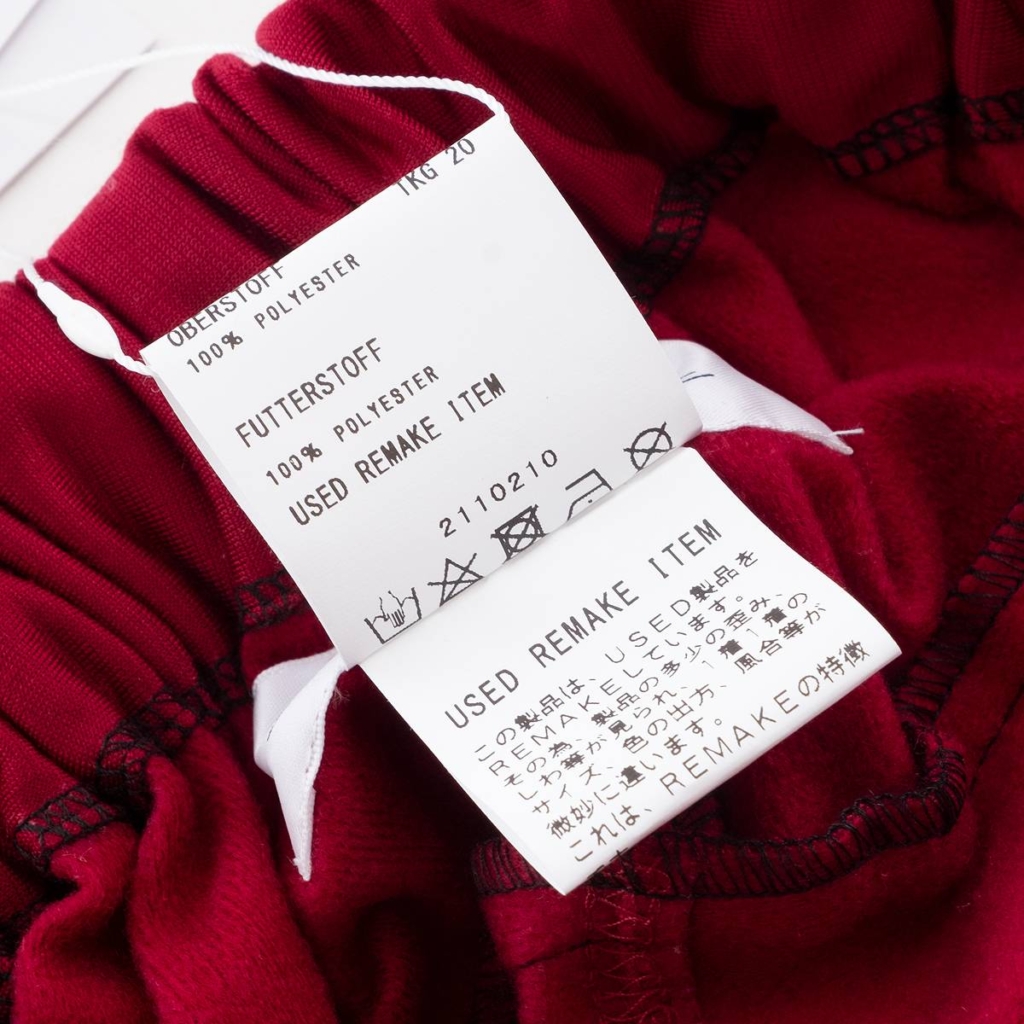 1KG 20
OBERSTOFF
100% POLYESTER
FUTTERSTOFF
100% POLYESTER
USED REMAKE ITEM
2110210
USED REMAKE ITEM
この製品は、USED製品を
REMAKEしています。
その為、製品の多少の歪み、
しわ等が見られ、1着1着の
サイズ、色の出方、風合等が
微妙に違います。
これは、REMAKEの特徴